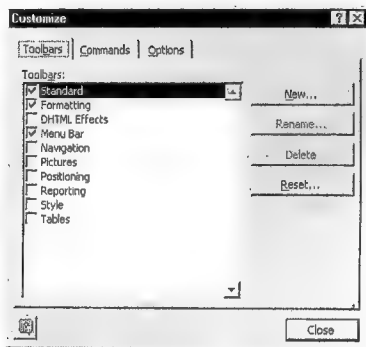 Customize
Toolbars Commands Options
Toolbars:
Standard
Formatting
DHTML Effects
Menu Bar
Navigation
Pictures
Positioning
Reporting
Style
Tables
New...
Rename...
Delete
Reset...
Close